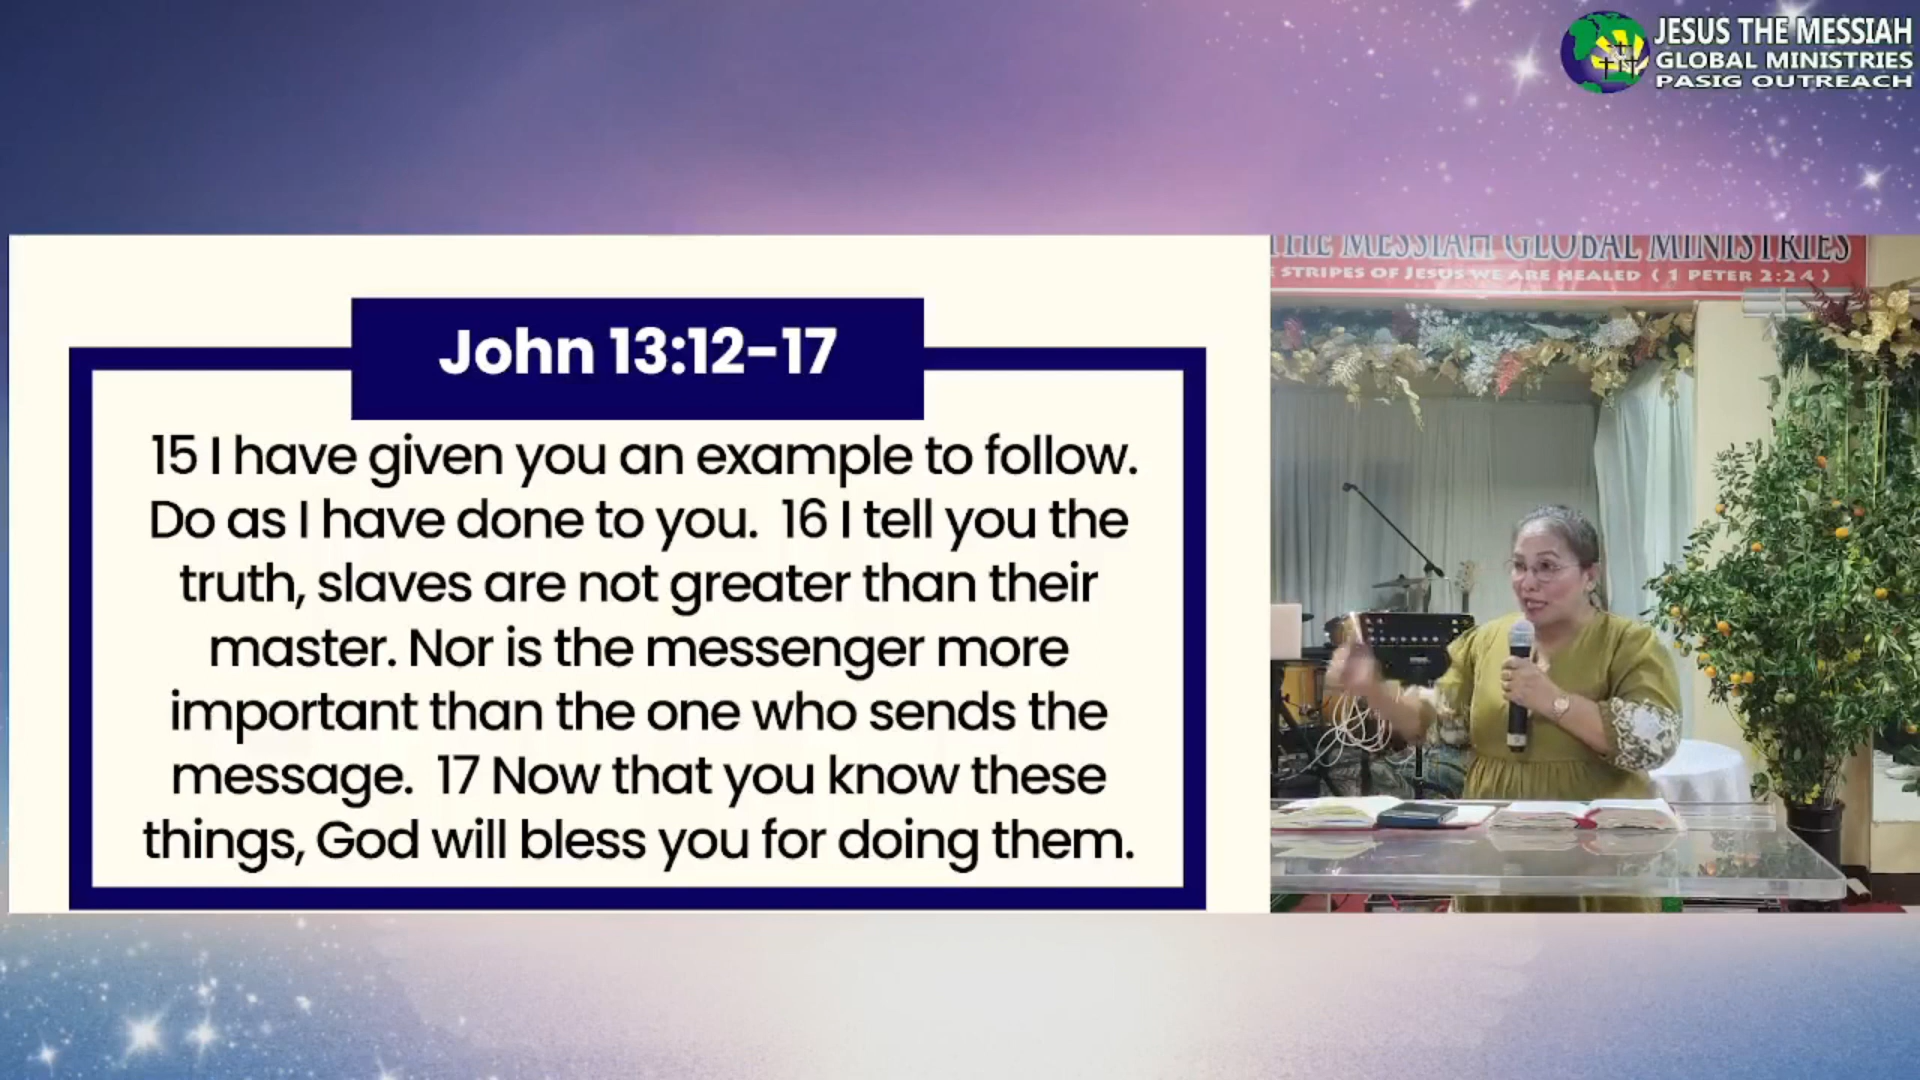 JESUS THE MESSIAH
GLOBAL MINISTRIES
PASIG OUTREACH
John 13:12-17
15 I have given you an example to follow.
Do as I have done to you. 16 I tell you the
truth, slaves are not greater than their
master. Nor is the messenger more
important than the one who sends the
message. 17 Now that you know these
things, God will bless you for doing them.
THE MESSIAH GLOBAL MINISTRIES
STRIPES OF JESUS WE ARE HEALED ( 1 PETER 2:24 )